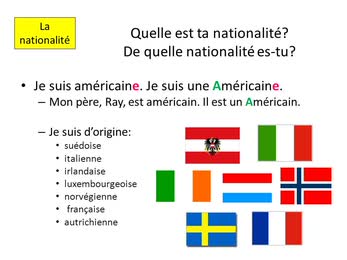 La
nationalité
Quelle est ta nationalité?
De quelle nationalité es-tu?
• Je suis américaine. Je suis une Américaine.
– Mon père, Ray, est américain. Il est un Américain.
– Je suis d'origine:
• suédoise
• italienne
• irlandaise
• luxembourgeoise
• norvégienne
• française
• autrichienne